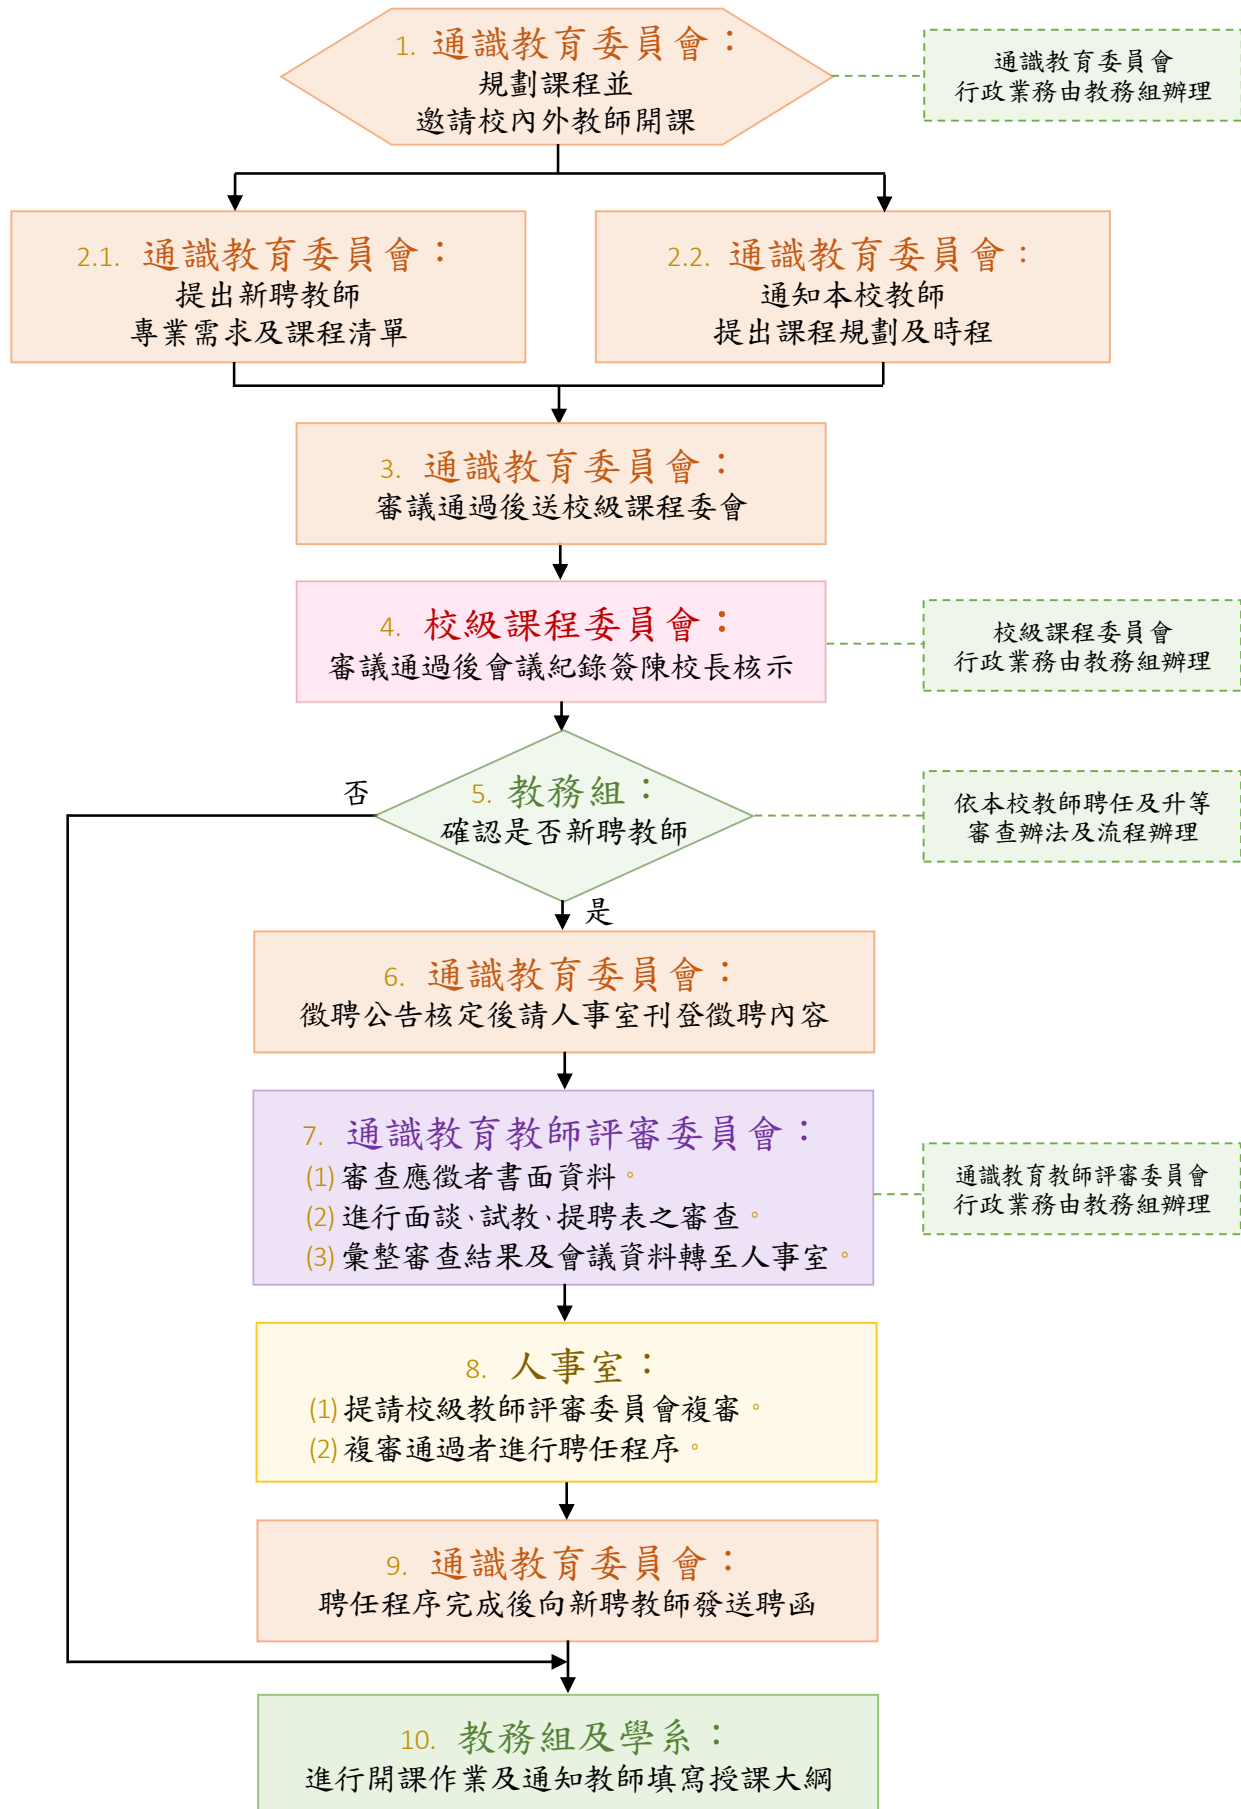 1. 通識教育委員會：
規劃課程並
邀請校內外教師開課
通識教育委員會
行政業務由教務組辦理
2.1. 通識教育委員會：
提出新聘教師
專業需求及課程清單
2.2. 通識教育委員會：
通知本校教師
提出課程規劃及時程
3. 通識教育委員會：
審議通過後送校級課程委會
4. 校級課程委員會：
審議通過後會議紀錄簽陳校長核示
校級課程委員會
行政業務由教務組辦理
否
5. 教務組：
確認是否新聘教師
依本校教師聘任及升等
審查辦法及流程辦理
是
6. 通識教育委員會：
徵聘公告核定後請人事室刊登徵聘內容
7. 通識教育教師評審委員會：
(1) 審查應徵者書面資料。
(2) 進行面談、試教、提聘表之審查。
(3) 彙整審查結果及會議資料轉至人事室。
通識教育教師評審委員會
行政業務由教務組辦理
8. 人事室：
(1) 提請校級教師評審委員會複審。
(2) 複審通過者進行聘任程序。
9. 通識教育委員會：
聘任程序完成後向新聘教師發送聘函
10. 教務組及學系：
進行開課作業及通知教師填寫授課大綱